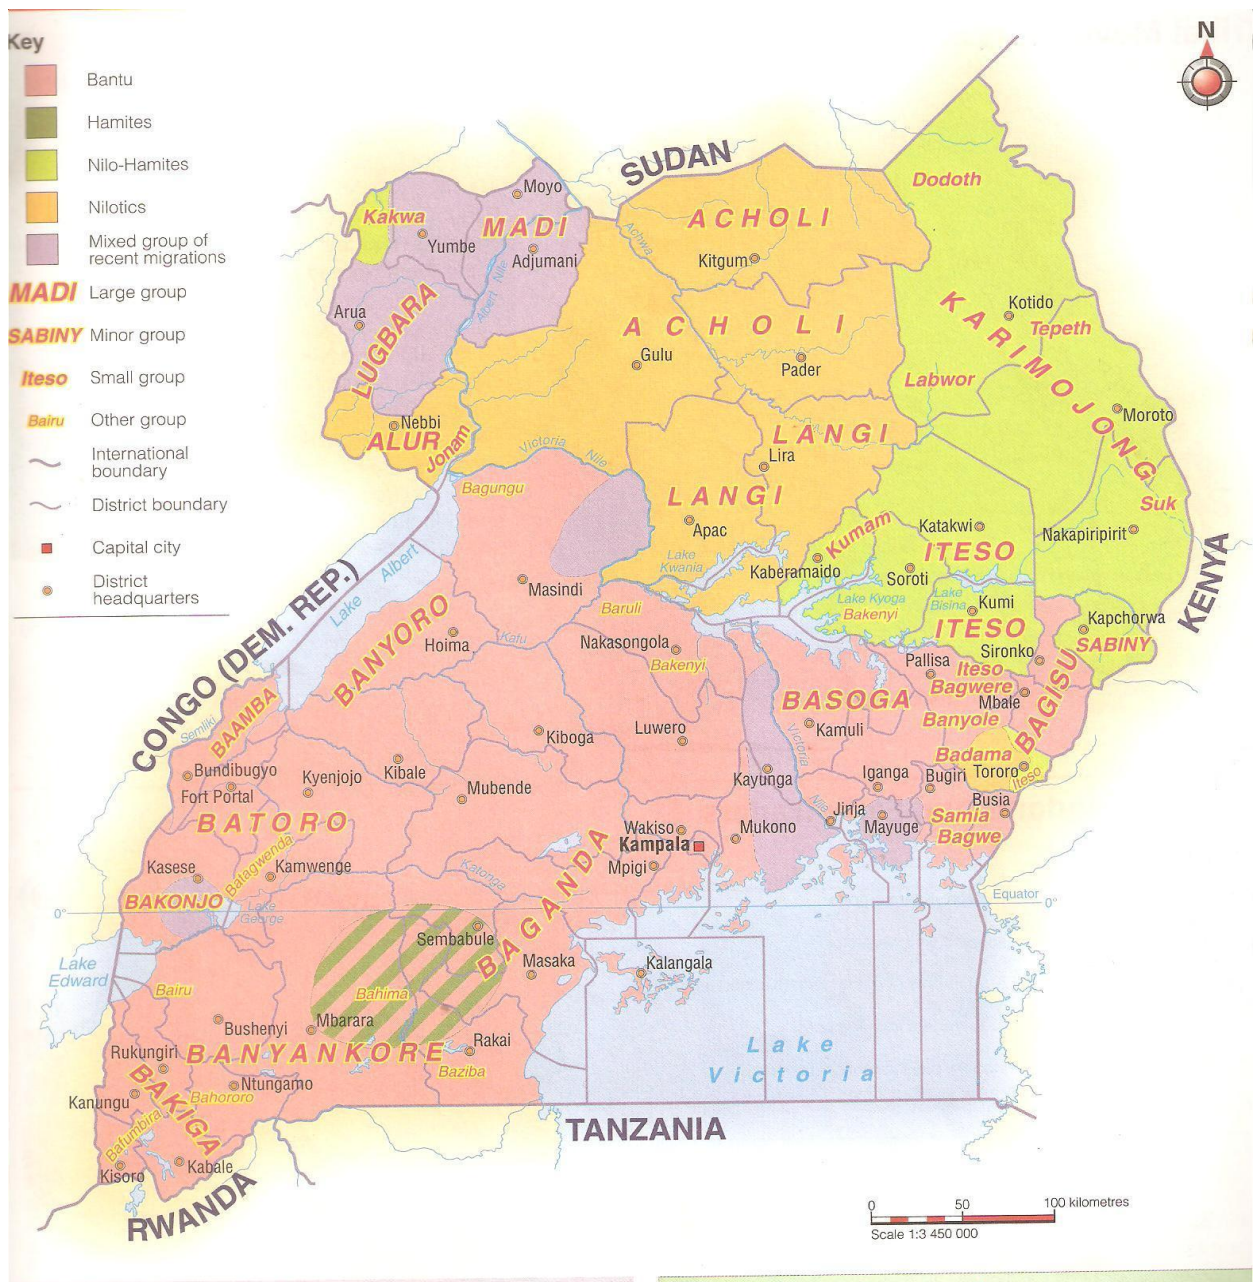 Key
Bantu
Hamites
Nilo-Hamites
Nilotics
Mixed group of
recent migrations
MADI Large group
SABINY Minor group
Iteso Small group
Bairu Other group
International
boundary
District boundary
Capital city
District
headquarters
N
SUDAN
Dodoth
Moyo
Kakwa
MADI
Yumbe
Adjumani
ACHOLI
Achwa
Kitgum
Albert Nile
Arua
LUGBARA
KARIMOJONG
Kotido
Tepeth
ACHOLI
Gulu
Pader
Labwor
Moroto
Nebbi
ALUR
Jonam
LANGI
Lira
Victoria
Nile
Bagungu
LANGI
Apac
Suk
Kumam
Katakwi
Nakapiripirit
ITESO
KENYA
Lake
Kwania
Kaberamaido
Soroti
CONGO (DEM. REP.)
Lake Albert
Masindi
Lake Kyoga
Lake
Bisina
Kumi
Bakenyi
Baruli
Kapchorwa
BANYORO
Hoima
Kafu
Nakasongola
ITESO
SABINY
Sironko
Bakenyi
Pallisa
Iteso
Bagwere
Mbale
BAGISU
BASOGA
Semliki
BAAMBA
Kiboga
Luwero
Kamuli
Banyole
Victoria
Nile
Badama
Tororo
Iteso
Bundibugyo
Kyenjojo
Kibale
Kayunga
Iganga
Bugiri
Fort Portal
Mubende
Busia
BATORO
Jinja
Mayuge
Samia
Bagwe
Wakiso
Kampala
Mukono
Mpigi
Kasese
Batagwenda
Kamwenge
Katonga
BAGANDA
BAKONJO
Lake
George
Equator
0°
0°
Sembabule
Lake
Edward
Masaka
Kalangala
Bairu
Bahima
Bushenyi
Mbarara
Rukungiri
BANYANKORE
Rakai
Lake
Victoria
Baziba
BAKIGA
Ntungamo
Kanungu
Bahororo
Bafumbira
TANZANIA
Kisoro
Kabale
RWANDA
0 50 100 kilometres
Scale 1:3 450 000